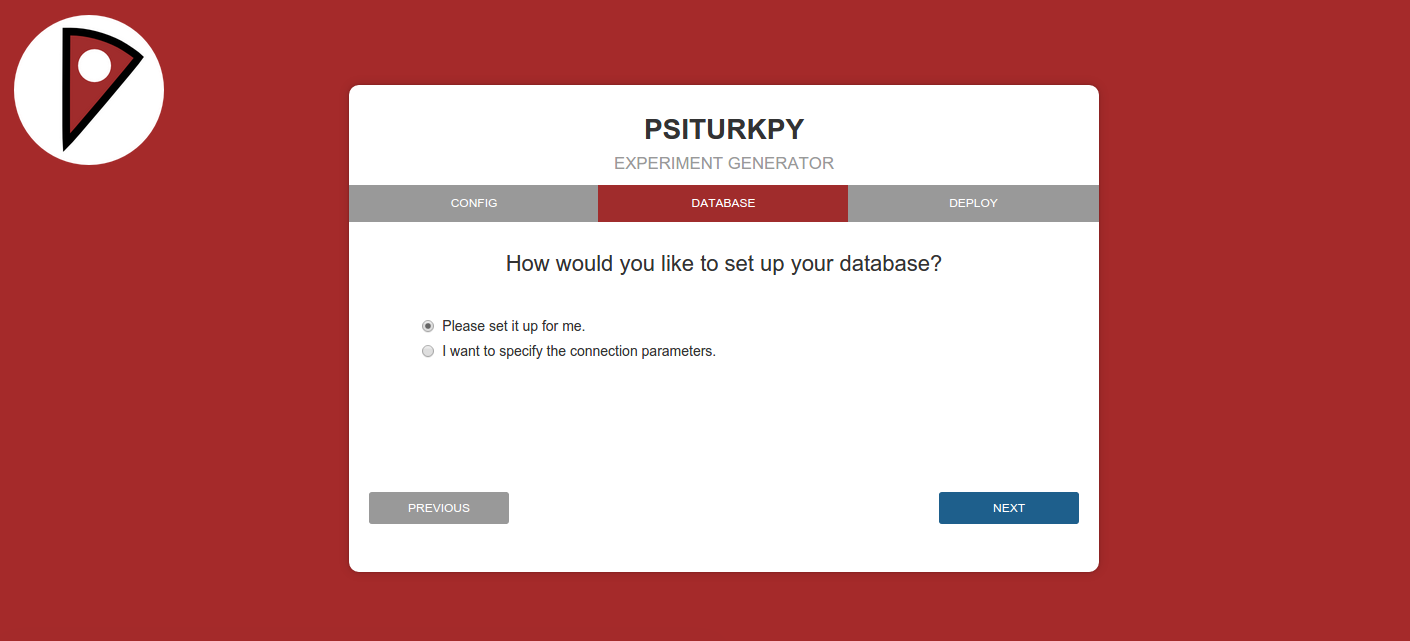 PSITURKPY
EXPERIMENT GENERATOR
CONFIG DATABASE DEPLOY
How would you like to set up your database?
Please set it up for me.
I want to specify the connection parameters.
PREVIOUS NEXT